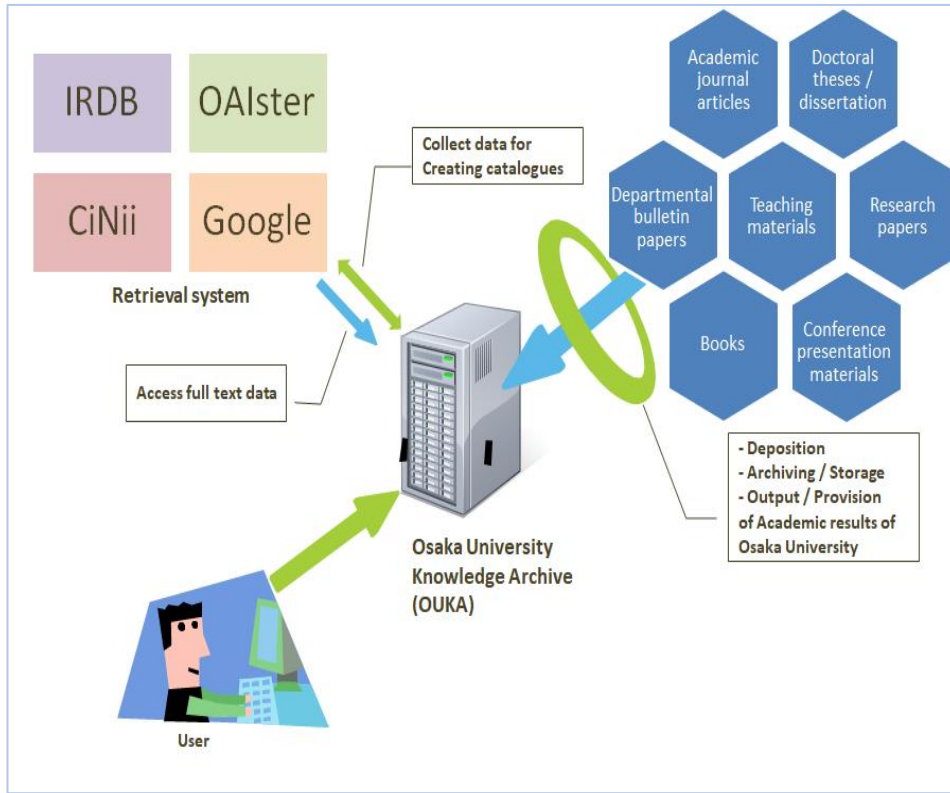 IRDB
OAIster
CiNii
Google
Retrieval system
Collect data for
Creating catalogues
Access full text data
Academic
journal
articles
Doctoral
theses /
dissertation
Departmental
bulletin
papers
Teaching
materials
Research
papers
Books
Conference
presentation
materials
- Deposition
- Archiving / Storage
- Output / Provision
of Academic results of
Osaka University
Osaka University
Knowledge Archive
(OUKA)
User